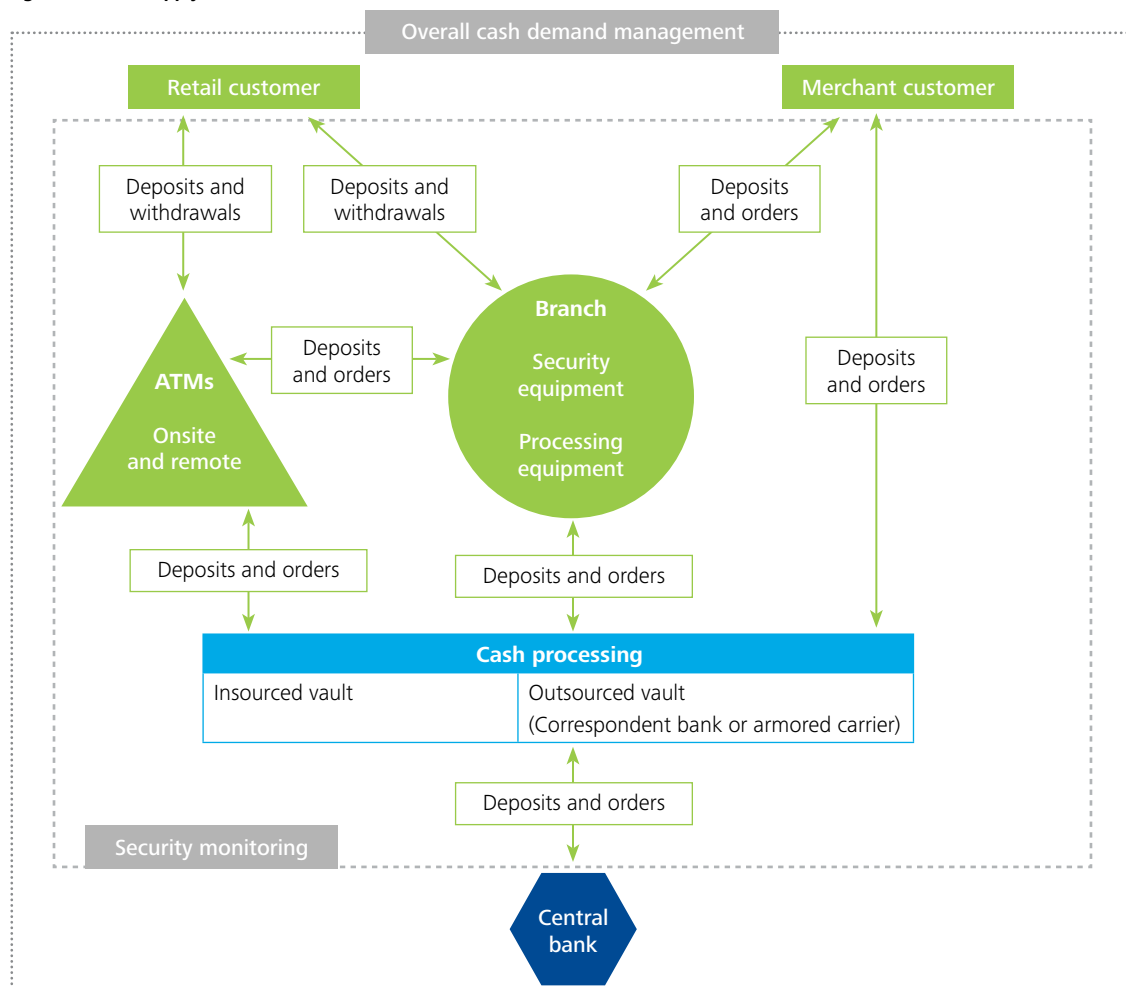 Overall cash demand management
Retail customer
Merchant customer
Deposits and
withdrawals
Deposits and
withdrawals
Deposits
and orders
Branch
Security
equipment
Processing
equipment
Deposits
and orders
Deposits
and orders
ATMs
Onsite
and remote
Deposits and orders
Deposits and orders
Cash processing
Insourced vault
Outsourced vault
(Correspondent bank or armored carrier)
Deposits and orders
Security monitoring
Central
bank